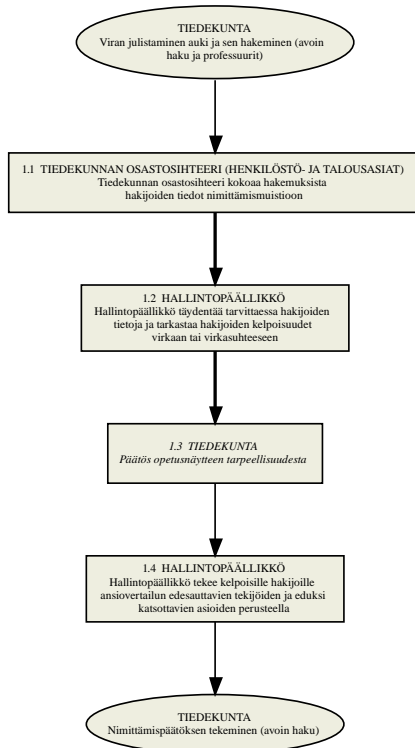 TIEDEKUNTA
Viran julistaminen auki ja sen hakeminen (avoin
haku ja professuurit)
1.1 TIEDEKUNNAN OSASTOSIHTEERI (HENKILÖSTÖ- JA TALOUSASIAT)
Tiedekunnan osastosihteeri kokoaa hakemuksista
hakijoiden tiedot nimittämismuistioon
1.2 HALLINTOPÄÄLLIKKÖ
Hallintopäällikkö täydentää tarvittaessa hakijoiden
tietoja ja tarkastaa hakijoiden kelpoisuudet
virkaan tai virkasuhteeseen
1.3 TIEDEKUNTA
Päätös opetusnäytteen tarpeellisuudesta
1.4 HALLINTOPÄÄLLIKKÖ
Hallintopäällikkö tekee kelpoisille hakijoille
ansiovertailun edesauttavien tekijöiden ja eduksi
katsottavien asioiden perusteella
TIEDEKUNTA
Nimittämispäätöksen tekeminen (avoin haku)